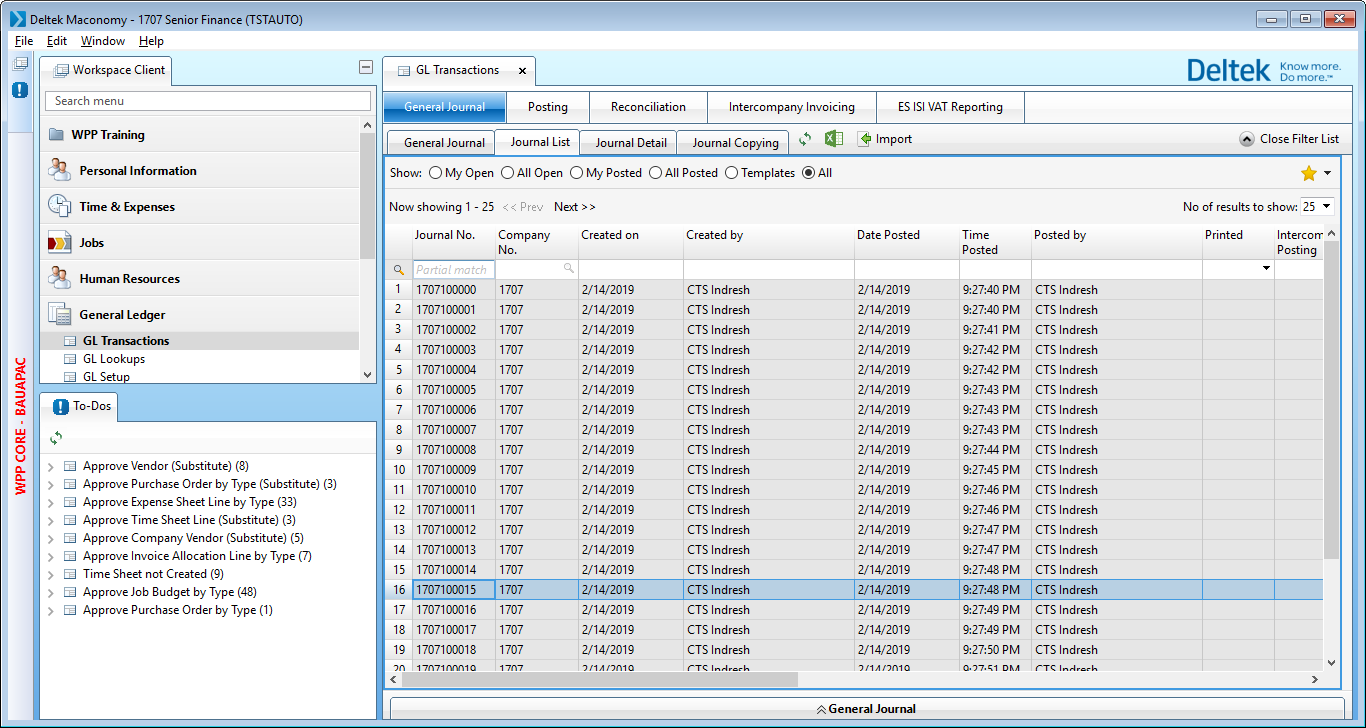 Deltek Maconomy - 1707 Senior Finance (TSTAUTO)
File Edit Window Help
Workspace Client
Search menu
WPP Training
Personal Information
Time & Expenses
Jobs
Human Resources
General Ledger
GL Transactions
GL Lookups
GL Setup
WPP CORE - BAUAPAC
To-Dos
Approve Vendor (Substitute) (8)
Approve Purchase Order by Type (Substitute) (3)
Approve Expense Sheet Line by Type (33)
Approve Time Sheet Line (Substitute) (3)
Approve Company Vendor (Substitute) (5)
Approve Invoice Allocation Line by Type (7)
Time Sheet not Created (9)
Approve Job Budget by Type (48)
Approve Purchase Order by Type (1)
GL Transactions
Deltek Know more.
Do more.™
General Journal Posting Reconciliation Intercompany Invoicing ES ISI VAT Reporting
General Journal Journal List Journal Detail Journal Copying Import Close Filter List
Show: My Open All Open My Posted All Posted Templates All
Now showing 1 - 25 << Prev Next >> No of results to show: 25
Journal No. Company No. Created on Created by Date Posted Time Posted Posted by Printed Intercom Posting
Partial match
1 1707100000 1707 2/14/2019 CTS Indresh 2/14/2019 9:27:40 PM CTS Indresh
2 1707100001 1707 2/14/2019 CTS Indresh 2/14/2019 9:27:40 PM CTS Indresh
3 1707100002 1707 2/14/2019 CTS Indresh 2/14/2019 9:27:41 PM CTS Indresh
4 1707100003 1707 2/14/2019 CTS Indresh 2/14/2019 9:27:42 PM CTS Indresh
5 1707100004 1707 2/14/2019 CTS Indresh 2/14/2019 9:27:42 PM CTS Indresh
6 1707100005 1707 2/14/2019 CTS Indresh 2/14/2019 9:27:43 PM CTS Indresh
7 1707100006 1707 2/14/2019 CTS Indresh 2/14/2019 9:27:43 PM CTS Indresh
8 1707100007 1707 2/14/2019 CTS Indresh 2/14/2019 9:27:43 PM CTS Indresh
9 1707100008 1707 2/14/2019 CTS Indresh 2/14/2019 9:27:44 PM CTS Indresh
10 1707100009 1707 2/14/2019 CTS Indresh 2/14/2019 9:27:45 PM CTS Indresh
11 1707100010 1707 2/14/2019 CTS Indresh 2/14/2019 9:27:46 PM CTS Indresh
12 1707100011 1707 2/14/2019 CTS Indresh 2/14/2019 9:27:46 PM CTS Indresh
13 1707100012 1707 2/14/2019 CTS Indresh 2/14/2019 9:27:47 PM CTS Indresh
14 1707100013 1707 2/14/2019 CTS Indresh 2/14/2019 9:27:47 PM CTS Indresh
15 1707100014 1707 2/14/2019 CTS Indresh 2/14/2019 9:27:48 PM CTS Indresh
16 1707100015 1707 2/14/2019 CTS Indresh 2/14/2019 9:27:48 PM CTS Indresh
17 1707100016 1707 2/14/2019 CTS Indresh 2/14/2019 9:27:49 PM CTS Indresh
18 1707100017 1707 2/14/2019 CTS Indresh 2/14/2019 9:27:49 PM CTS Indresh
19 1707100018 1707 2/14/2019 CTS Indresh 2/14/2019 9:27:50 PM CTS Indresh
20 1707100019 1707 2/14/2019 CTS Indresh 2/14/2019 9:27:51 PM CTS Indresh
General Journal